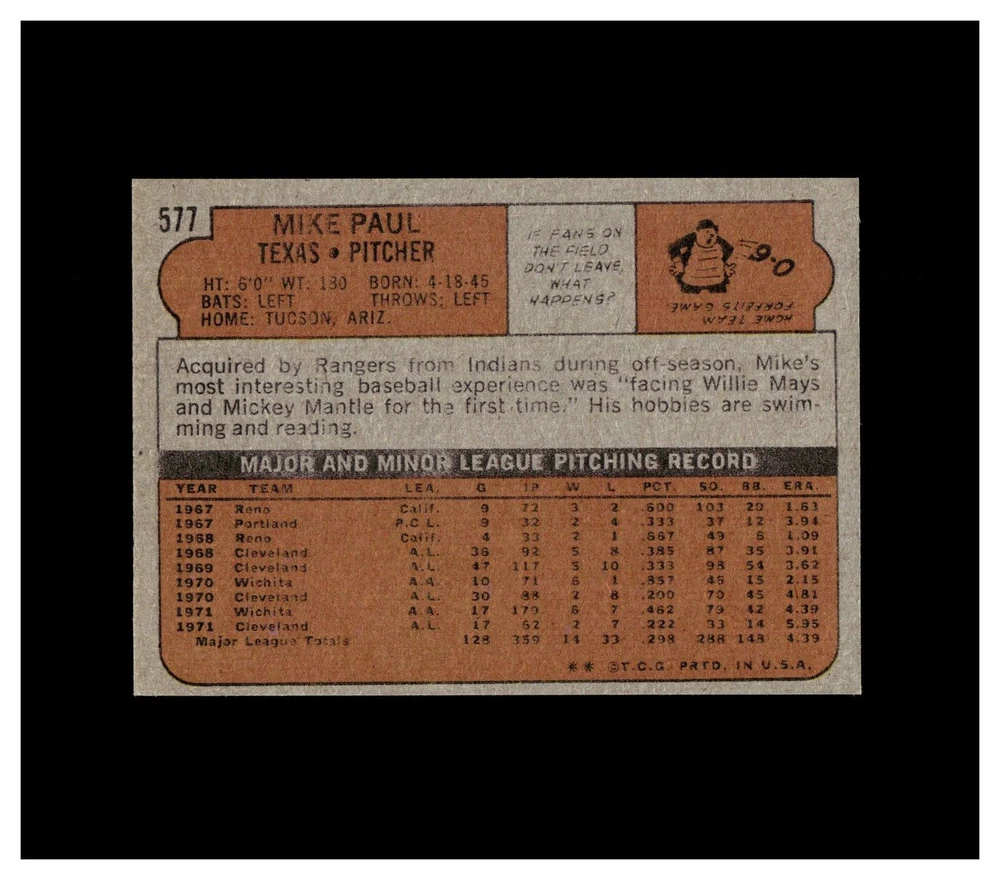 577
MIKE PAUL
TEXAS • PITCHER
HT: 6'0" WT: 180 BORN: 4-18-45
BATS: LEFT THROWS: LEFT
HOME: TUCSON, ARIZ.
IF FANS ON
THE FIELD
DON'T LEAVE,
WHAT
HAPPENS?
9-0
HOME TEAM
FORFEITS GAME
Acquired by Rangers from Indians during off-season, Mike's
most interesting baseball experience was "facing Willie Mays
and Mickey Mantle for the first time." His hobbies are swim-
ming and reading.
MAJOR AND MINOR LEAGUE PITCHING RECORD
YEAR TEAM LEA. G IP W L PCT. SO. BB. ERA.
1967 Reno Calif. 9 72 3 2 .600 103 20 1.63
1967 Portland P.C.L. 9 32 2 4 .333 37 12 3.94
1968 Reno Calif. 4 33 2 1 .667 49 6 1.09
1968 Cleveland A.L. 36 92 5 8 .385 87 35 3.91
1969 Cleveland A.L. 47 117 5 10 .333 98 54 3.62
1970 Wichita A.A. 10 71 6 1 .857 46 15 2.15
1970 Cleveland A.L. 30 88 2 8 .200 70 45 4.81
1971 Wichita A.A. 17 179 6 7 .462 79 42 4.39
1971 Cleveland A.L. 17 62 2 7 .222 33 14 5.95
Major League Totals 128 359 14 33 .298 288 148 4.39
** ©T.C.G. PRTD. IN U.S.A.